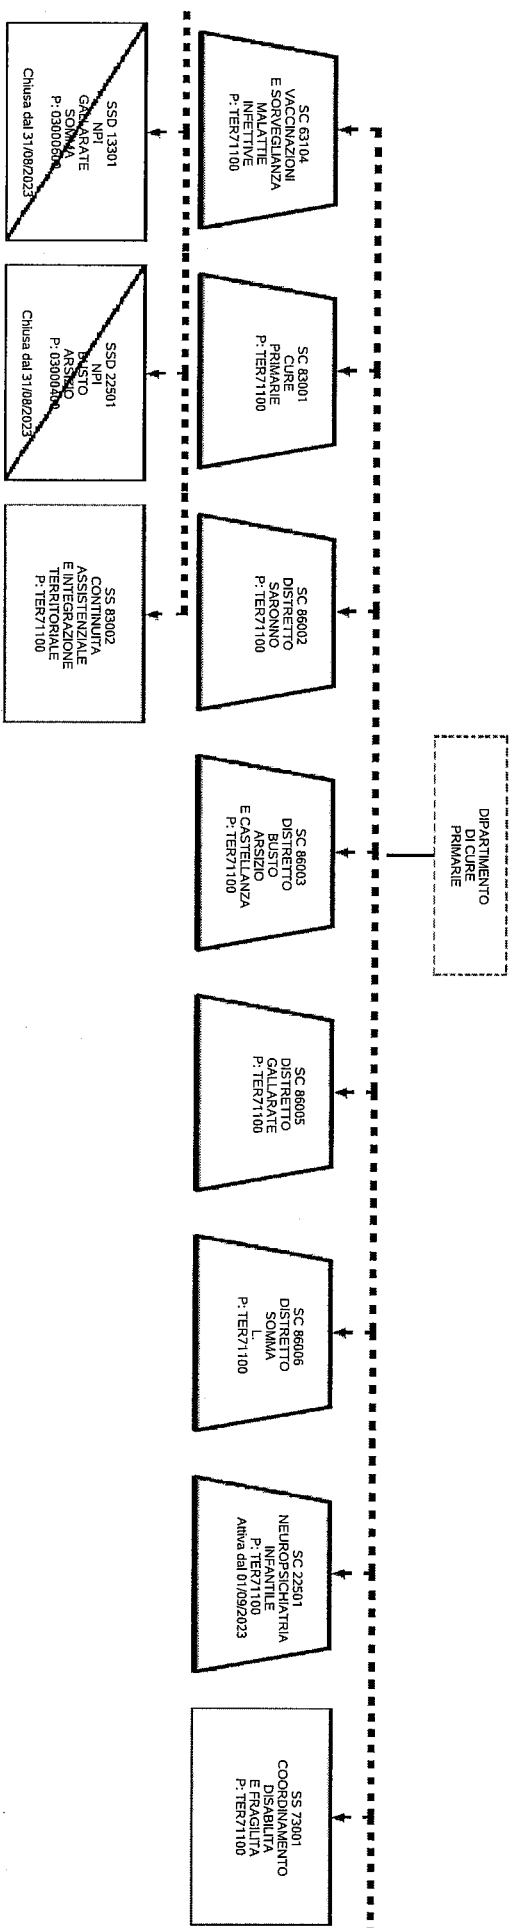 DIPARTIMENTO
DI CURE
PRIMARIE
SC 63104
VACCINAZIONI
E SORVEGLIANZA
MALATTIE
INFETTIVE
P: TER71100
SC 83001
CURE
PRIMARIE
P: TER71100
SC 86002
DISTRETTO
SARONNO
P: TER71100
SC 86003
DISTRETTO
BUSTO
ARSIZIO
E CASTELLANZA
P: TER71100
SC 86005
DISTRETTO
GALLARATE
P: TER71100
SC 86006
DISTRETTO
SOMMA
L.
P: TER71100
SC 22501
NEUROPSICHIATRIA
INFANTILE
P: TER71100
Attiva dal 01/09/2023
SS 73001
COORDINAMENTO
DISABILITA
E FRAGILITA
P: TER71100
SSD 13301
NPI
GALLARATE
SOMMA
P: 03000600
Chiusa dal 31/08/2023
SSD 22501
NPI
BUSTO
ARSIZIO
P: 03000400
Chiusa dal 31/08/2023
SS 83002
CONTINUITA
ASSISTENZIALE
E INTEGRAZIONE
TERRITORIALE
P: TER71100